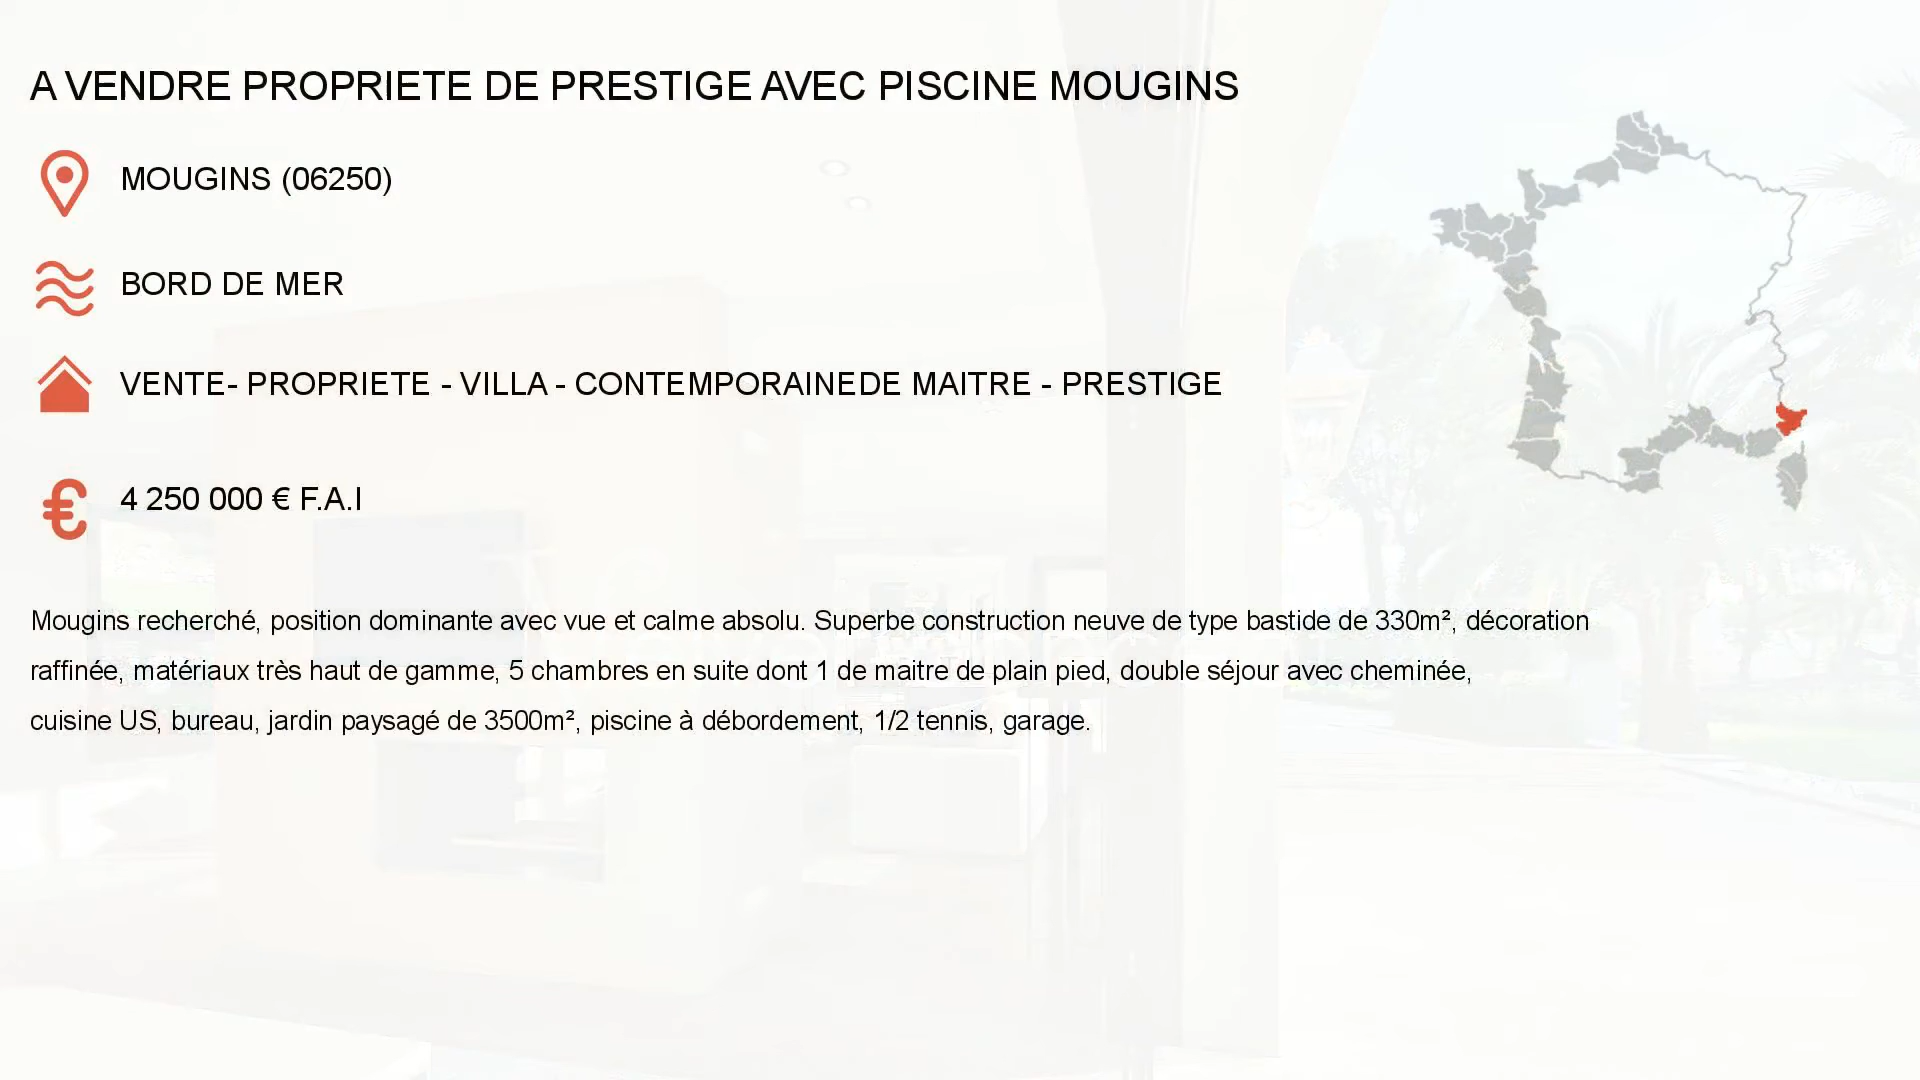 A VENDRE PROPRIETE DE PRESTIGE AVEC PISCINE MOUGINS
MOUGINS (06250)
BORD DE MER
VENTE- PROPRIETE - VILLA - CONTEMPORAINEDE MAITRE - PRESTIGE
4 250 000 € F.A.I
Mougins recherché, position dominante avec vue et calme absolu. Superbe construction neuve de type bastide de 330m², décoration
raffinée, matériaux très haut de gamme, 5 chambres en suite dont 1 de maitre de plain pied, double séjour avec cheminée,
cuisine US, bureau, jardin paysagé de 3500m², piscine à débordement, 1/2 tennis, garage.